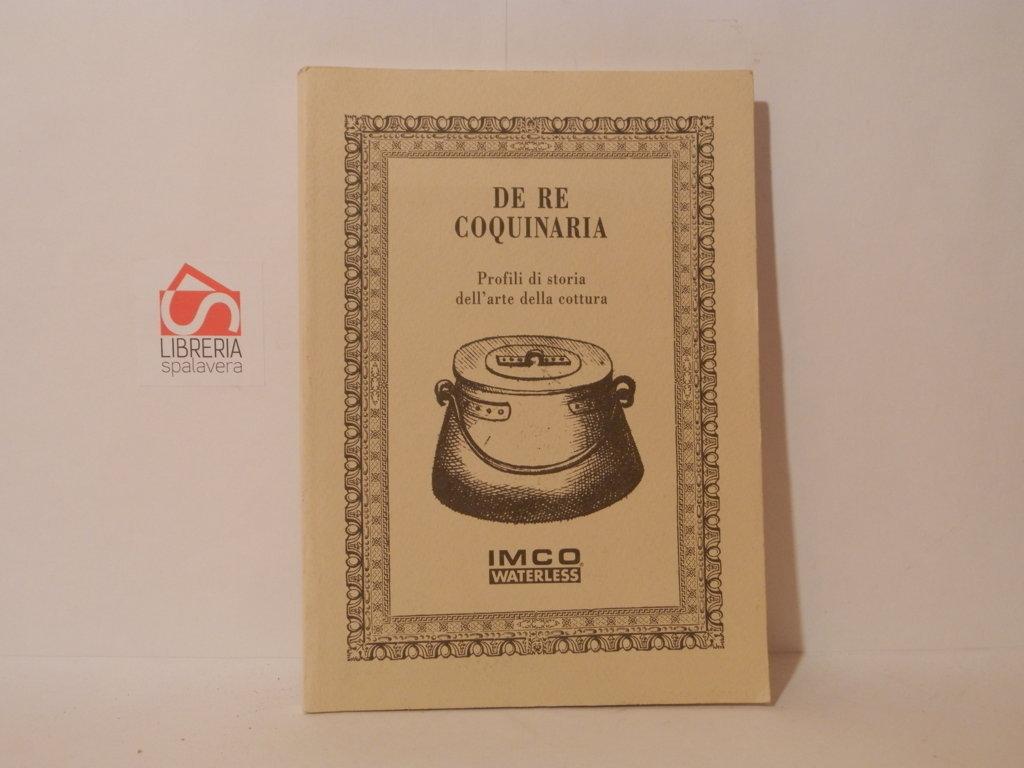 DE RE
COQUINARIA
Profili di storia
dell'arte della cottura
IMCO
WATERLESS
LIBRERIA
spalavera